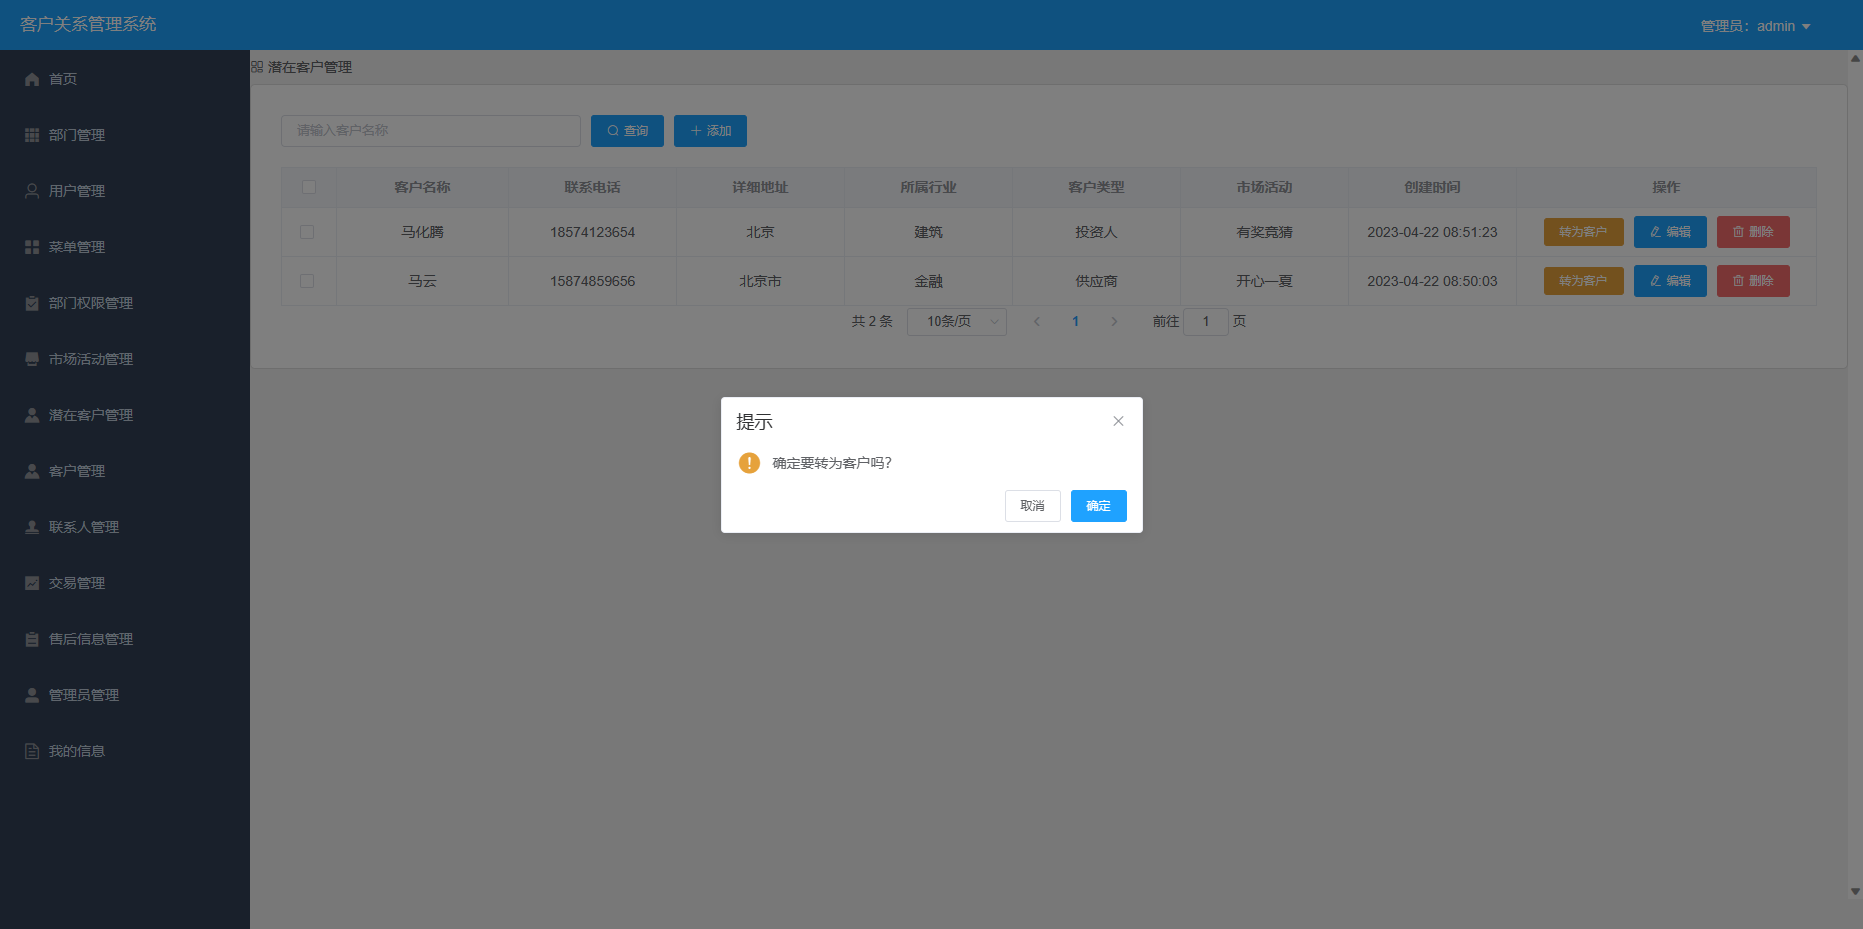 客户关系管理系统
管理员：admin
首页
部门管理
用户管理
菜单管理
部门权限管理
市场活动管理
潜在客户管理
客户管理
联系人管理
交易管理
售后信息管理
管理员管理
我的信息
潜在客户管理
请输入客户名称 查询 添加
客户名称 联系电话 详细地址 所属行业 客户类型 市场活动 创建时间 操作
马化腾 18574123654 北京 建筑 投资人 有奖竞猜 2023-04-22 08:51:23 转为客户 编辑 删除
马云 15874859656 北京市 金融 供应商 开心一夏 2023-04-22 08:50:03 转为客户 编辑 删除
共 2 条 10条/页 1 前往 1 页
提示
确定要转为客户吗？
取消 确定